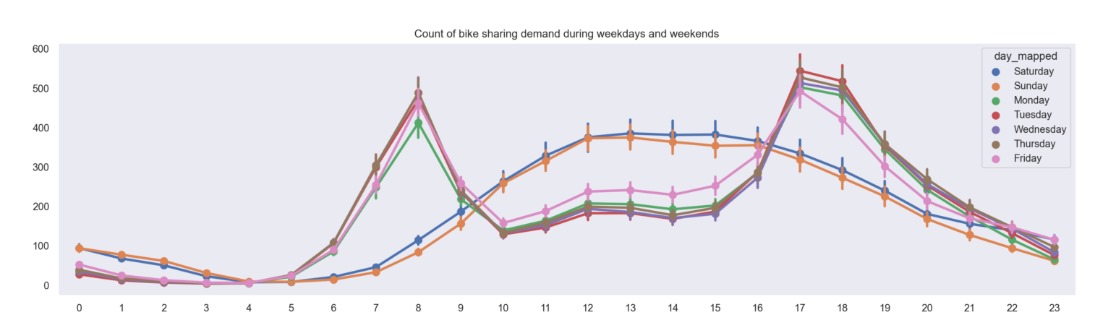 Count of bike sharing demand during weekdays and weekends
600
500
400
300
200
100
0
day_mapped
Saturday
Sunday
Monday
Tuesday
Wednesday
Thursday
Friday
0 1 2 3 4 5 6 7 8 9 10 11 12 13 14 15 16 17 18 19 20 21 22 23